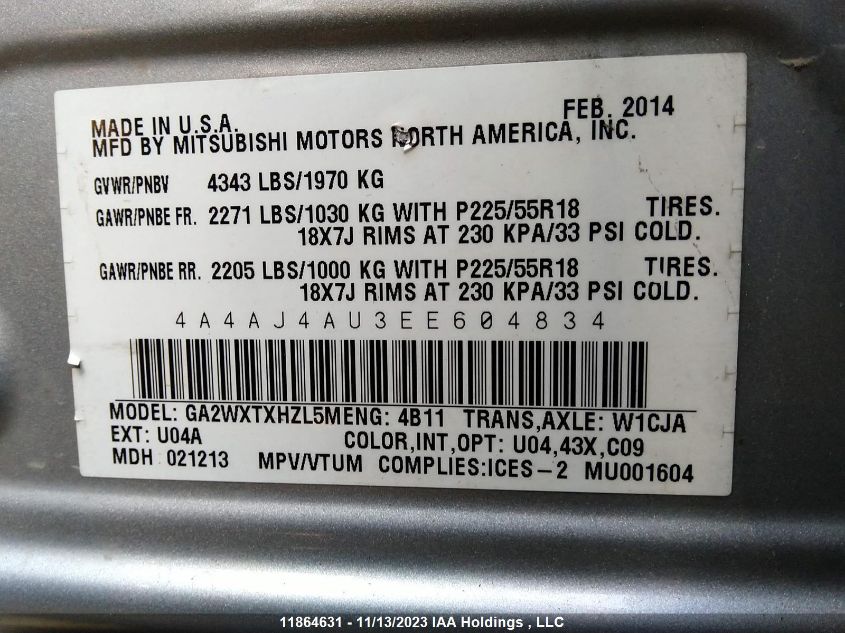 FEB. 2014
MADE IN U.S.A.
MFD BY MITSUBISHI MOTORS NORTH AMERICA, INC.
GVWR/PNBV 4343 LBS/1970 KG
GAWR/PNBE FR. 2271 LBS/1030 KG WITH P225/55R18 TIRES.
18X7J RIMS AT 230 KPA/33 PSI COLD.
GAWR/PNBE RR. 2205 LBS/1000 KG WITH P225/55R18 TIRES.
18X7J RIMS AT 230 KPA/33 PSI COLD.
4A4AJ4AU3EE604834
MODEL: GA2WXTXHZL5MENG: 4B11 TRANS,AXLE: W1CJA
EXT: U04A COLOR,INT,OPT: U04,43X,C09
MDH 021213 MPV/VTUM COMPLIES:ICES-2 MU001604
11864631 - 11/13/2023 IAA Holdings , LLC